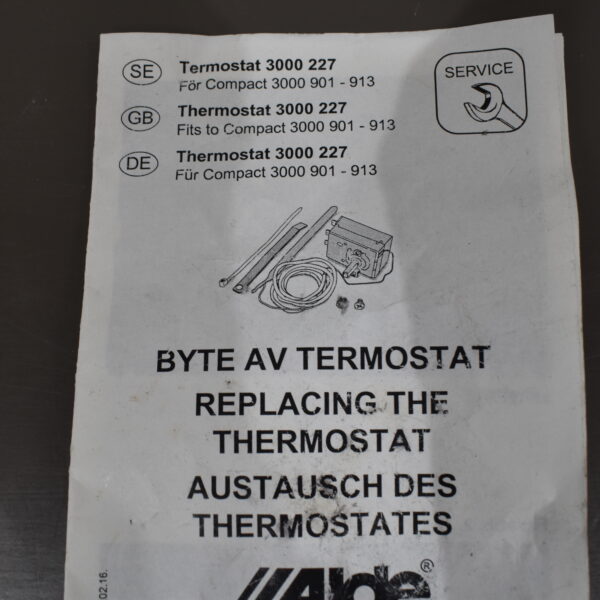 SE
Termostat 3000 227
För Compact 3000 901 - 913
SERVICE
GB
Thermostat 3000 227
Fits to Compact 3000 901 - 913
DE
Thermostat 3000 227
Für Compact 3000 901 - 913
BYTE AV TERMOSTAT
REPLACING THE
THERMOSTAT
AUSTAUSCH DES
THERMOSTATES
Alde®
02.16.